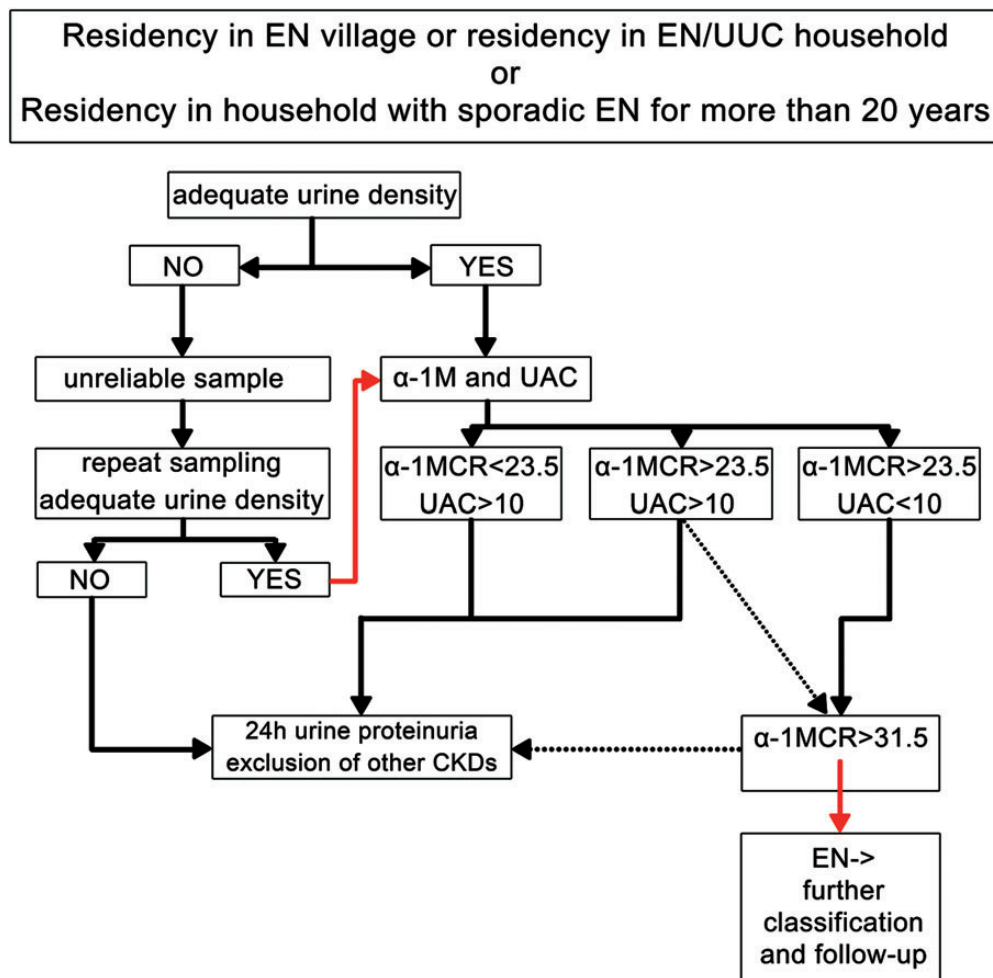 Residency in EN village or residency in EN/UUC household
or
Residency in household with sporadic EN for more than 20 years
adequate urine density
NO
YES
unreliable sample
α-1M and UAC
repeat sampling
adequate urine density
α-1MCR<23.5
UAC>10
α-1MCR>23.5
UAC>10
α-1MCR>23.5
UAC<10
NO
YES
24h urine proteinuria
exclusion of other CKDs
α-1MCR>31.5
EN->
further
classification
and follow-up